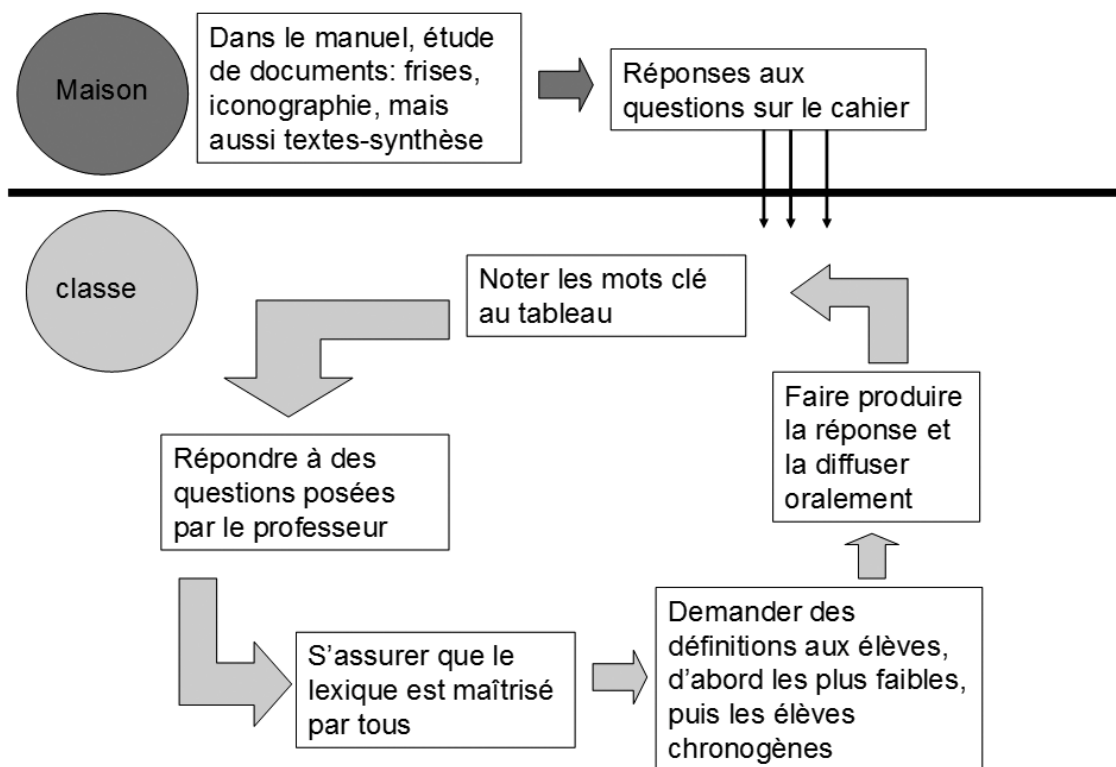 Maison
Dans le manuel, étude
de documents: frises,
iconographie, mais
aussi textes-synthèse
Réponses aux
questions sur le cahier
classe
Noter les mots clé
au tableau
Répondre à des
questions posées
par le professeur
S'assurer que le
lexique est maîtrisé
par tous
Demander des
définitions aux élèves,
d'abord les plus faibles,
puis les élèves
chronogènes
Faire produire
la réponse et
la diffuser
oralement